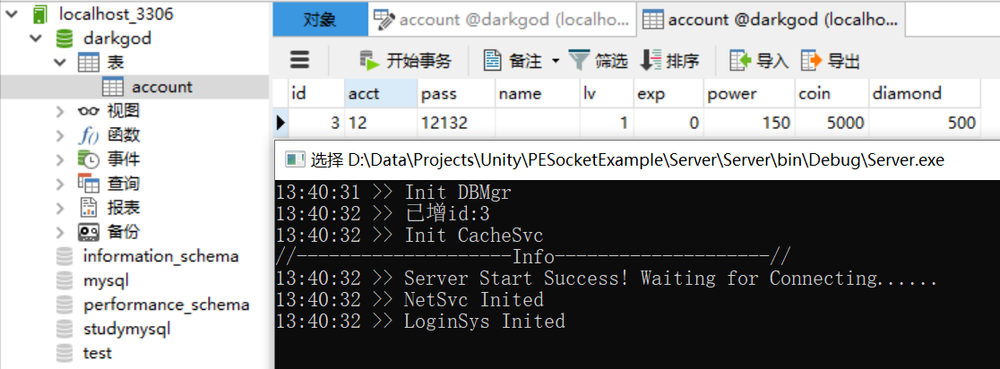 localhost_3306
darkgod
表
account
视图
函数
事件
查询
报表
备份
information_schema
mysql
performance_schema
studymysql
test
对象 account @darkgod (localho... account @darkgod (localho...
开始事务 备注 筛选 排序 导入 导出
id acct pass name lv exp power coin diamond
3 12 12132 1 0 150 5000 500
选择 D:\Data\Projects\Unity\PESocketExample\Server\Server\bin\Debug\Server.exe
13:40:31 >> Init DBMgr
13:40:32 >> 已增id:3
13:40:32 >> Init CacheSvc
//--------------------Info--------------------//
13:40:32 >> Server Start Success! Waiting for Connecting......
13:40:32 >> NetSvc Inited
13:40:32 >> LoginSys Inited